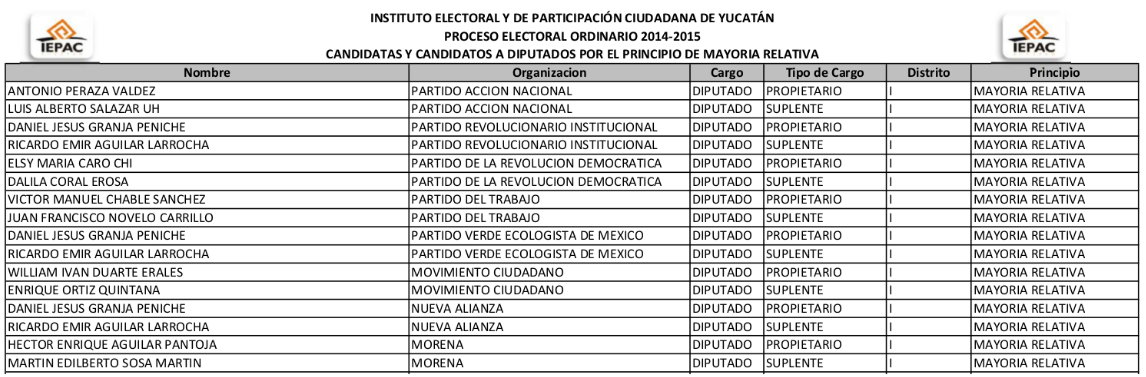 INSTITUTO ELECTORAL Y DE PARTICIPACIÓN CIUDADANA DE YUCATÁN
IEPAC
PROCESO ELECTORAL ORDINARIO 2014-2015
IEPAC
CANDIDATAS Y CANDIDATOS A DIPUTADOS POR EL PRINCIPIO DE MAYORIA RELATIVA
Nombre Organizacion Cargo Tipo de Cargo Distrito Principio
ANTONIO PERAZA VALDEZ PARTIDO ACCION NACIONAL DIPUTADO PROPIETARIO I MAYORIA RELATIVA
LUIS ALBERTO SALAZAR UH PARTIDO ACCION NACIONAL DIPUTADO SUPLENTE I MAYORIA RELATIVA
DANIEL JESUS GRANJA PENICHE PARTIDO REVOLUCIONARIO INSTITUCIONAL DIPUTADO PROPIETARIO I MAYORIA RELATIVA
RICARDO EMIR AGUILAR LARROCHA PARTIDO REVOLUCIONARIO INSTITUCIONAL DIPUTADO SUPLENTE I MAYORIA RELATIVA
ELSY MARIA CARO CHI PARTIDO DE LA REVOLUCION DEMOCRATICA DIPUTADO PROPIETARIO I MAYORIA RELATIVA
DALILA CORAL EROSA PARTIDO DE LA REVOLUCION DEMOCRATICA DIPUTADO SUPLENTE I MAYORIA RELATIVA
VICTOR MANUEL CHABLE SANCHEZ PARTIDO DEL TRABAJO DIPUTADO PROPIETARIO I MAYORIA RELATIVA
JUAN FRANCISCO NOVELO CARRILLO PARTIDO DEL TRABAJO DIPUTADO SUPLENTE I MAYORIA RELATIVA
DANIEL JESUS GRANJA PENICHE PARTIDO VERDE ECOLOGISTA DE MEXICO DIPUTADO PROPIETARIO I MAYORIA RELATIVA
RICARDO EMIR AGUILAR LARROCHA PARTIDO VERDE ECOLOGISTA DE MEXICO DIPUTADO SUPLENTE I MAYORIA RELATIVA
WILLIAM IVAN DUARTE ERALES MOVIMIENTO CIUDADANO DIPUTADO PROPIETARIO I MAYORIA RELATIVA
ENRIQUE ORTIZ QUINTANA MOVIMIENTO CIUDADANO DIPUTADO SUPLENTE I MAYORIA RELATIVA
DANIEL JESUS GRANJA PENICHE NUEVA ALIANZA DIPUTADO PROPIETARIO I MAYORIA RELATIVA
RICARDO EMIR AGUILAR LARROCHA NUEVA ALIANZA DIPUTADO SUPLENTE I MAYORIA RELATIVA
HECTOR ENRIQUE AGUILAR PANTOJA MORENA DIPUTADO PROPIETARIO I MAYORIA RELATIVA
MARTIN EDILBERTO SOSA MARTIN MORENA DIPUTADO SUPLENTE I MAYORIA RELATIVA